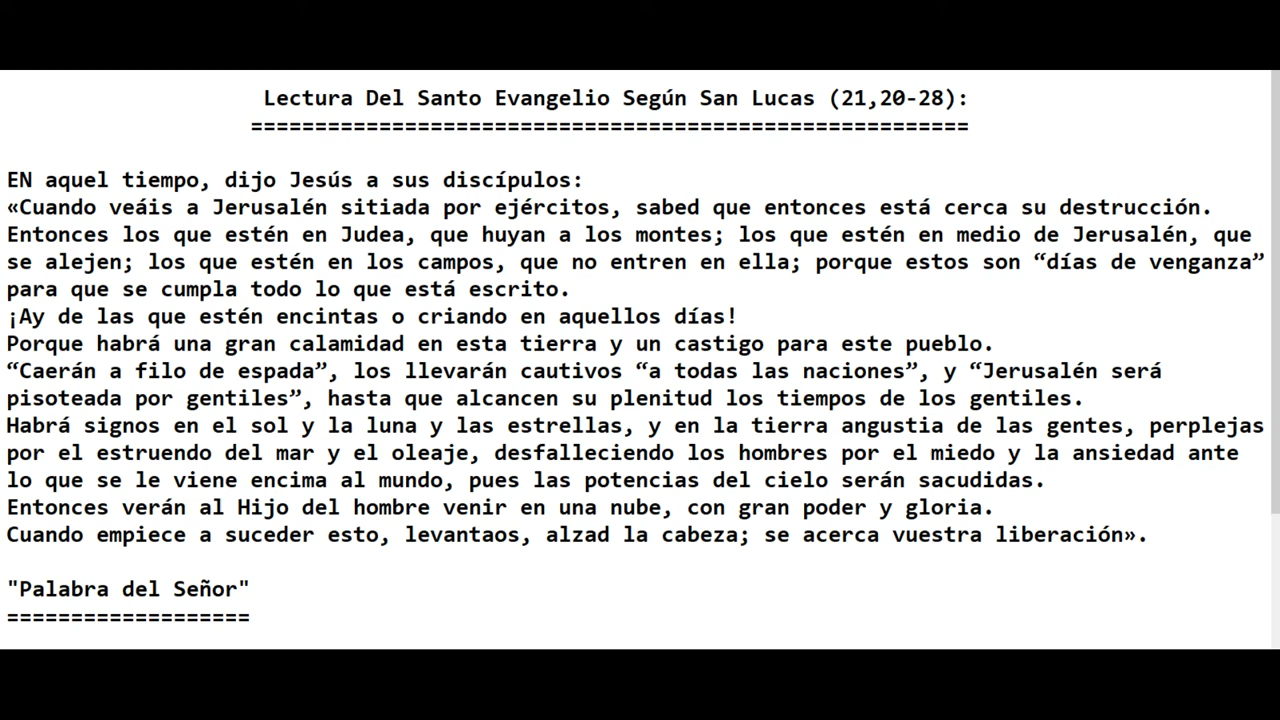 Lectura Del Santo Evangelio Según San Lucas (21,20-28):
========================================================
EN aquel tiempo, dijo Jesús a sus discípulos:
«Cuando veáis a Jerusalén sitiada por ejércitos, sabed que entonces está cerca su destrucción.
Entonces los que estén en Judea, que huyan a los montes; los que estén en medio de Jerusalén, que
se alejen; los que estén en los campos, que no entren en ella; porque estos son “días de venganza”
para que se cumpla todo lo que está escrito.
¡Ay de las que estén encintas o criando en aquellos días!
Porque habrá una gran calamidad en esta tierra y un castigo para este pueblo.
“Caerán a filo de espada”, los llevarán cautivos “a todas las naciones”, y “Jerusalén será
pisoteada por gentiles”, hasta que alcancen su plenitud los tiempos de los gentiles.
Habrá signos en el sol y la luna y las estrellas, y en la tierra angustia de las gentes, perplejas
por el estruendo del mar y el oleaje, desfalleciendo los hombres por el miedo y la ansiedad ante
lo que se le viene encima al mundo, pues las potencias del cielo serán sacudidas.
Entonces verán al Hijo del hombre venir en una nube, con gran poder y gloria.
Cuando empiece a suceder esto, levantaos, alzad la cabeza; se acerca vuestra liberación».
"Palabra del Señor"
===================